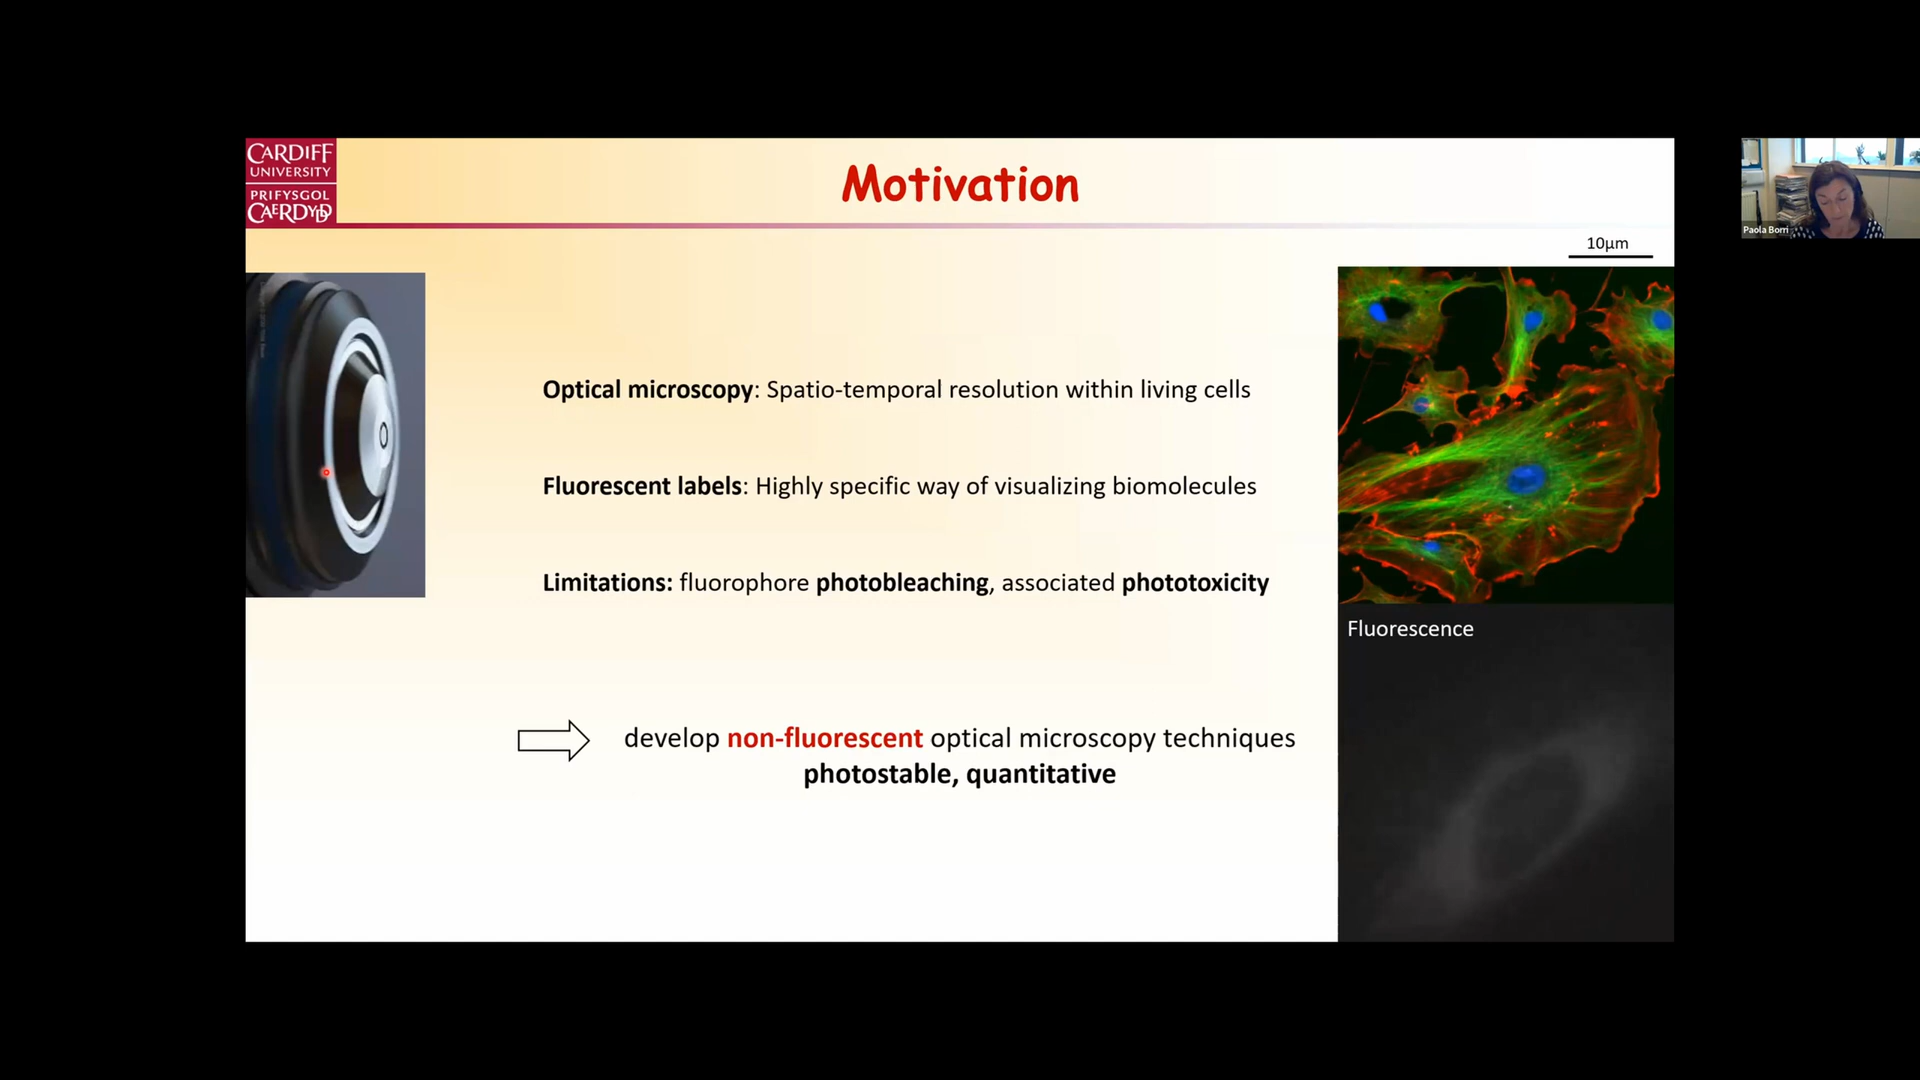 CARDIFF
UNIVERSITY
PRIFYSGOL
CAERDYDD
Motivation
10µm
Paola Borri
Optical microscopy: Spatio-temporal resolution within living cells
Fluorescent labels: Highly specific way of visualizing biomolecules
Limitations: fluorophore photobleaching, associated phototoxicity
Fluorescence
develop non-fluorescent optical microscopy techniques
photostable, quantitative